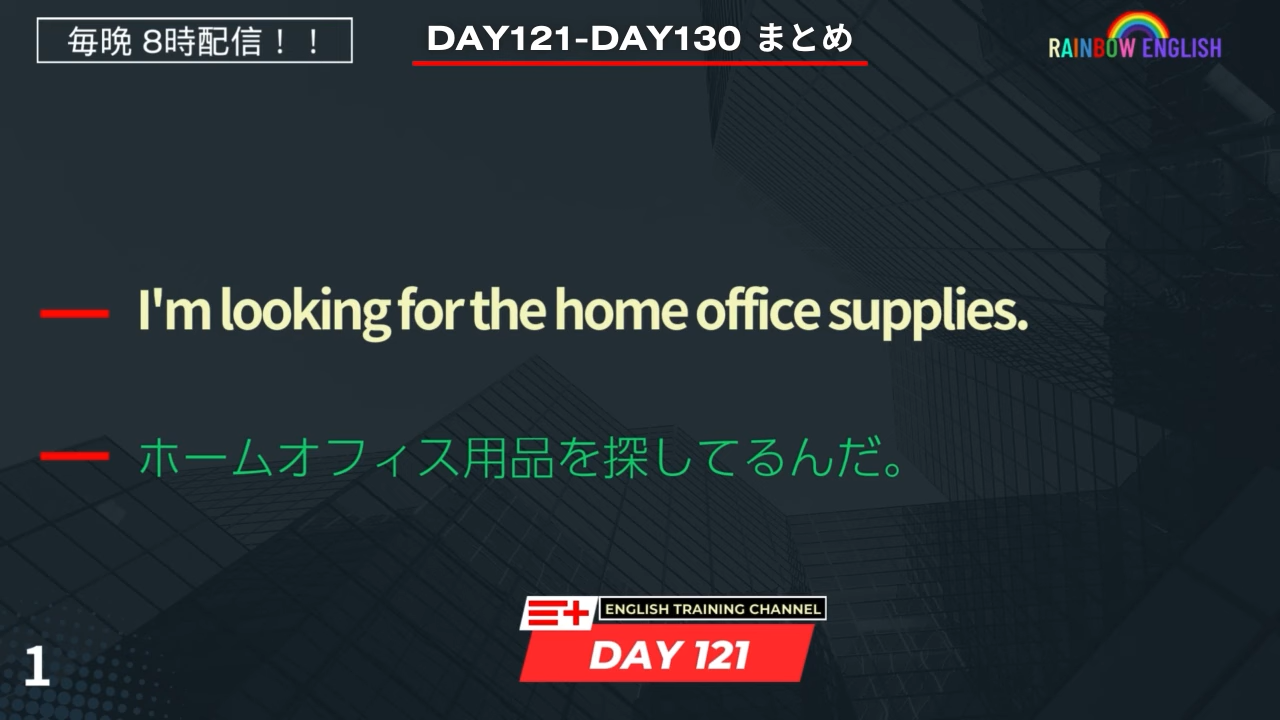 毎晩 8時配信！！
DAY121-DAY130 まとめ
RAINBOW ENGLISH
I'm looking for the home office supplies.
ホームオフィス用品を探してるんだ。
ENGLISH TRAINING CHANNEL
DAY 121
1